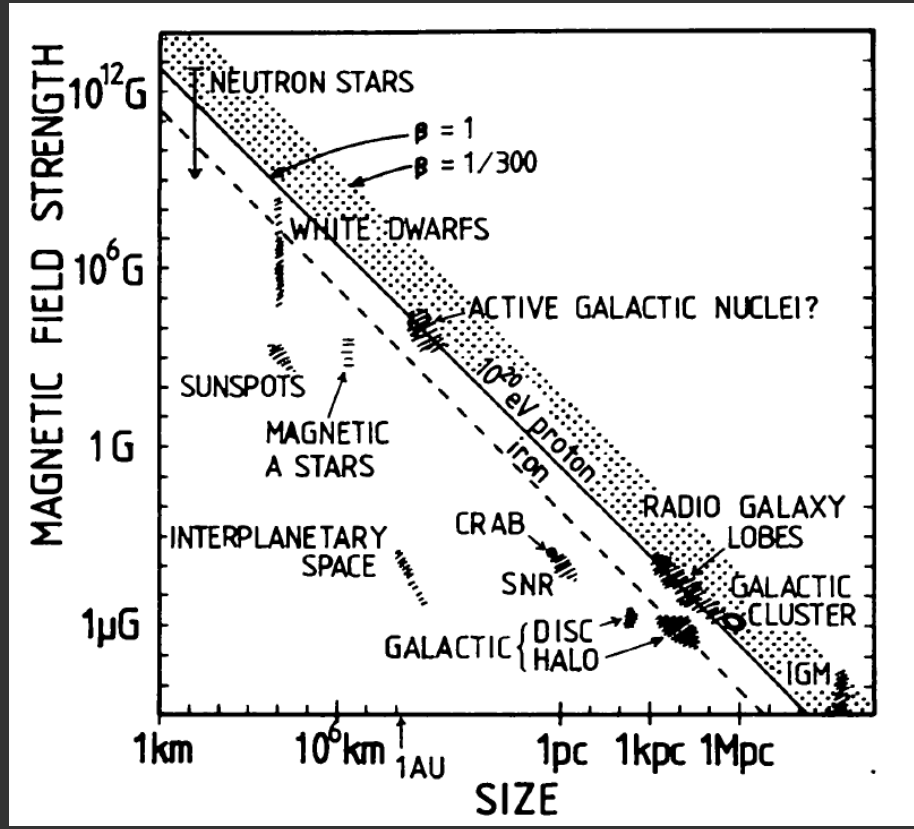 MAGNETIC FIELD STRENGTH
10¹²G
10⁶G
1G
1μG
NEUTRON STARS
β = 1
β = 1/300
WHITE DWARFS
ACTIVE GALACTIC NUCLEI?
SUNSPOTS
MAGNETIC
A STARS
10²⁰ eV proton
iron
INTERPLANETARY
SPACE
CRAB
SNR
RADIO GALAXY
LOBES
GALACTIC
CLUSTER
GALACTIC { DISC
HALO
IGM
1km
10⁶km
1AU
1pc
1kpc
1Mpc
SIZE